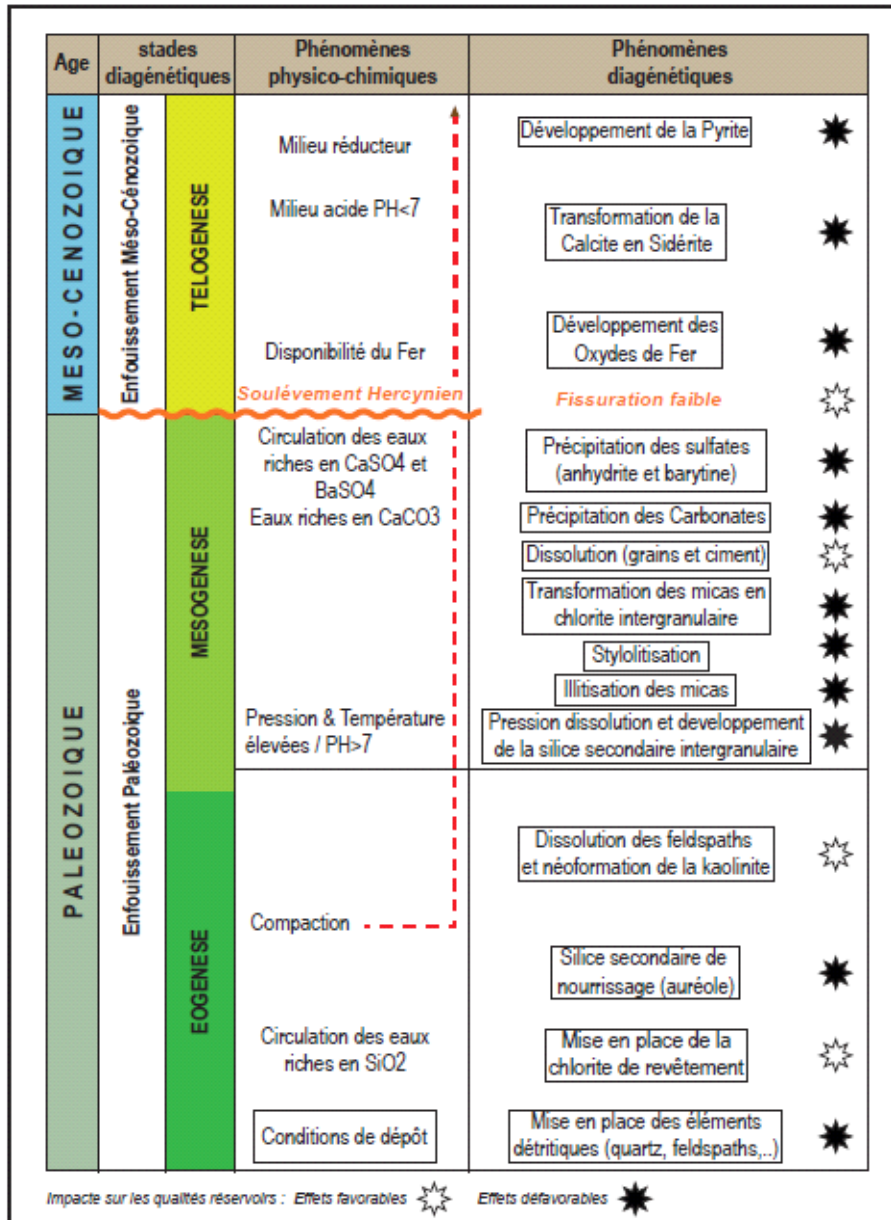 Age
stades
diagénétiques
Phénomènes
physico-chimiques
Phénomènes
diagénétiques
MESO-CENOZOIQUE
Enfouissement Méso-Cénozoique
TELOGENESE
Milieu réducteur
Développement de la Pyrite
Milieu acide PH<7
Transformation de la
Calcite en Sidérite
Disponibilité du Fer
Développement des
Oxydes de Fer
Soulévement Hercynien
Fissuration faible
PALEOZOIQUE
Enfouissement Paléozoique
MESOGENESE
Circulation des eaux
riches en CaSO4 et
BaSO4
Eaux riches en CaCO3
Précipitation des sulfates
(anhydrite et barytine)
Précipitation des Carbonates
Dissolution (grains et ciment)
Transformation des micas en
chlorite intergranulaire
Stylolitisation
Illitisation des micas
Pression & Température
élevées / PH>7
Pression dissolution et developpement
de la silice secondaire intergranulaire
EOGENESE
Dissolution des feldspaths
et néoformation de la kaolinite
Compaction
Silice secondaire de
nourrissage (auréole)
Circulation des eaux
riches en SiO2
Mise en place de la
chlorite de revêtement
Conditions de dépôt
Mise en place des éléments
détritiques (quartz, feldspaths,..)
Impacte sur les qualités réservoirs : Effets favorables Effets défavorables